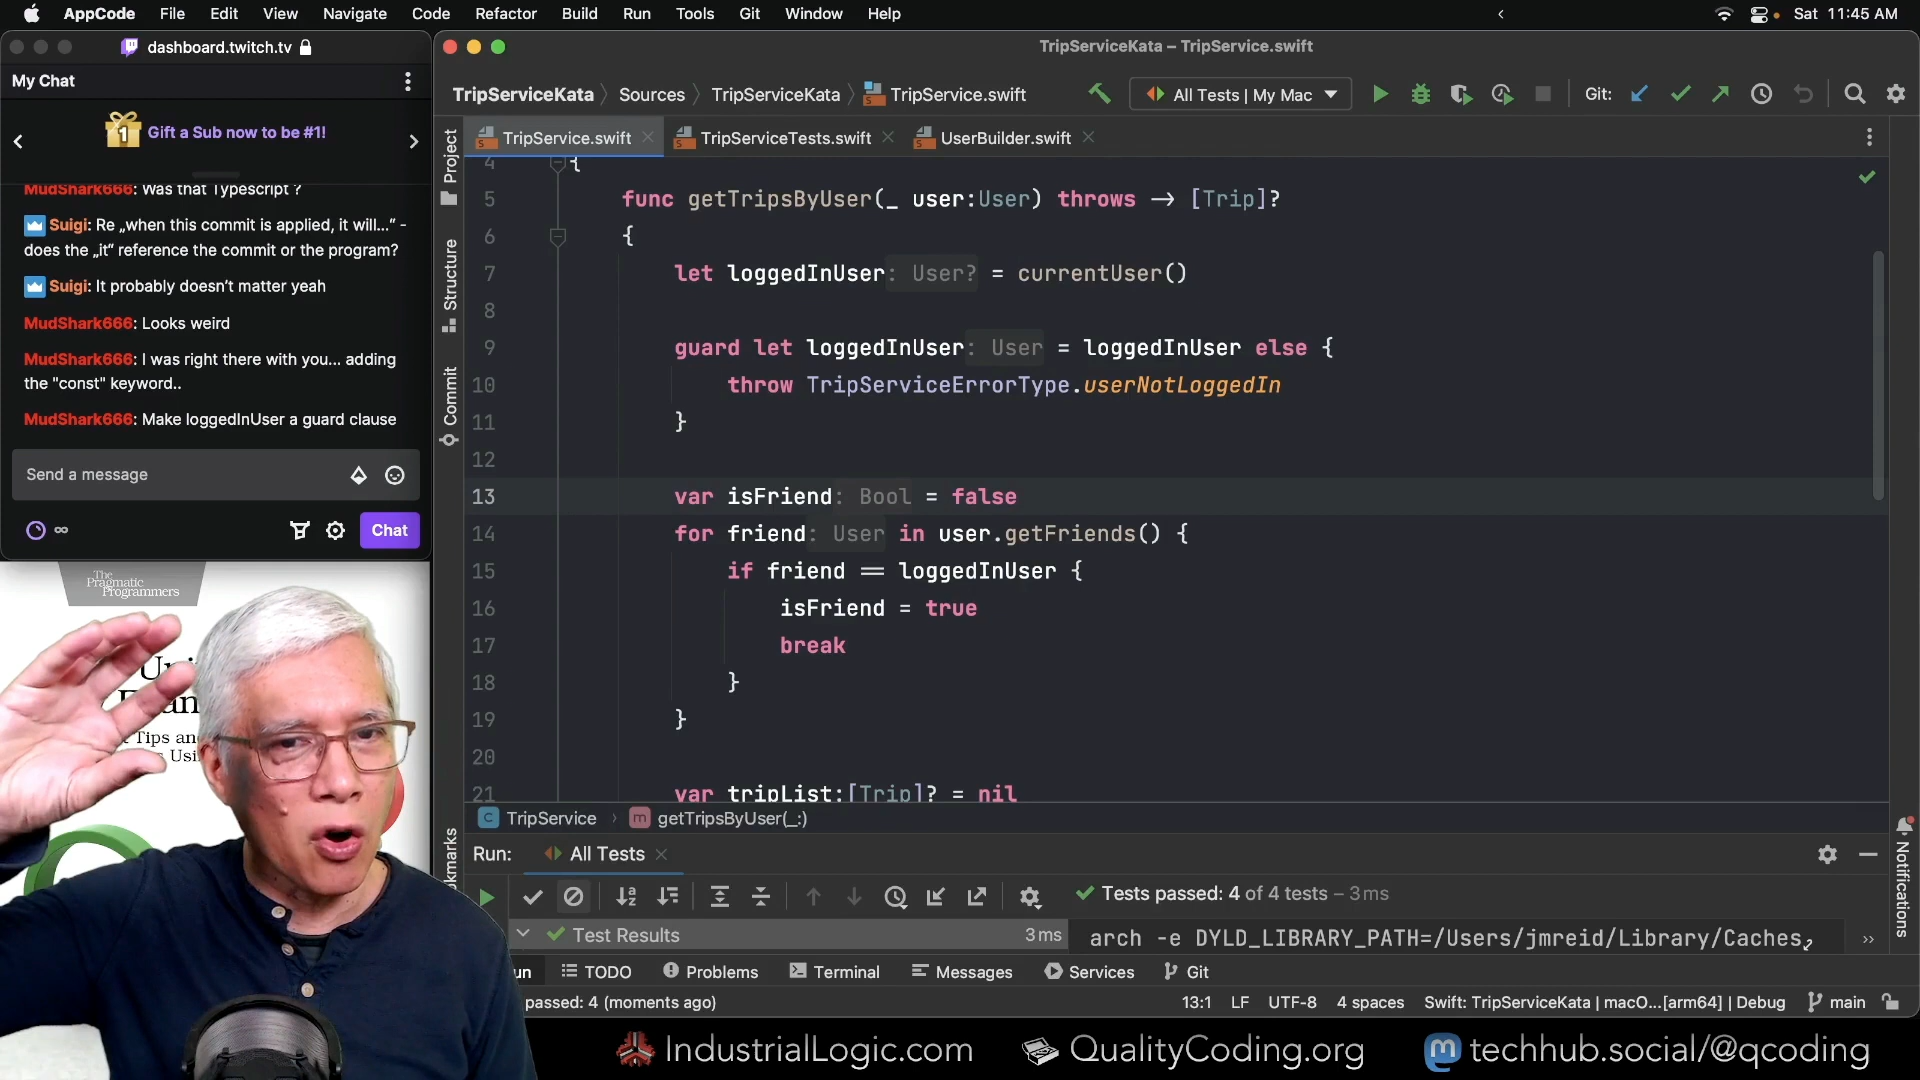 AppCode File Edit View Navigate Code Refactor Build Run Tools Git Window Help
Sat 11:45 AM
dashboard.twitch.tv
My Chat
Gift a Sub now to be #1!
1
MudShark666: Was that Typescript ?
Suigi: Re „when this commit is applied, it will...“ -
does the „it“ reference the commit or the program?
Suigi: It probably doesn’t matter yeah
MudShark666: Looks weird
MudShark666: I was right there with you... adding
the "const" keyword..
MudShark666: Make loggedInUser a guard clause
Send a message
∞
Chat
The
Pragmatic
Programmers
Tips
TripServiceKata – TripService.swift
TripServiceKata Sources TripServiceKata TripService.swift
All Tests | My Mac
Git:
TripService.swift TripServiceTests.swift UserBuilder.swift
Project
Structure
Commit
4 {
5 func getTripsByUser(_ user:User) throws -> [Trip]?
6 {
7 let loggedInUser: User? = currentUser()
8
9 guard let loggedInUser: User = loggedInUser else {
10 throw TripServiceErrorType.userNotLoggedIn
11 }
12
13 var isFriend: Bool = false
14 for friend: User in user.getFriends() {
15 if friend == loggedInUser {
16 isFriend = true
17 break
18 }
19 }
20
21 var tripList:[Trip]? = nil
C TripService m getTripsByUser(_:)
Run: All Tests
Tests passed: 4 of 4 tests – 3 ms
Test Results 3 ms
arch -e DYLD_LIBRARY_PATH=/Users/jmreid/Library/Caches
Notifications
TODO Problems Terminal Messages Services Git
passed: 4 (moments ago)
13:1 LF UTF-8 4 spaces Swift: TripServiceKata | macO...[arm64] | Debug main
IndustrialLogic.com QualityCoding.org techhub.social/@qcoding